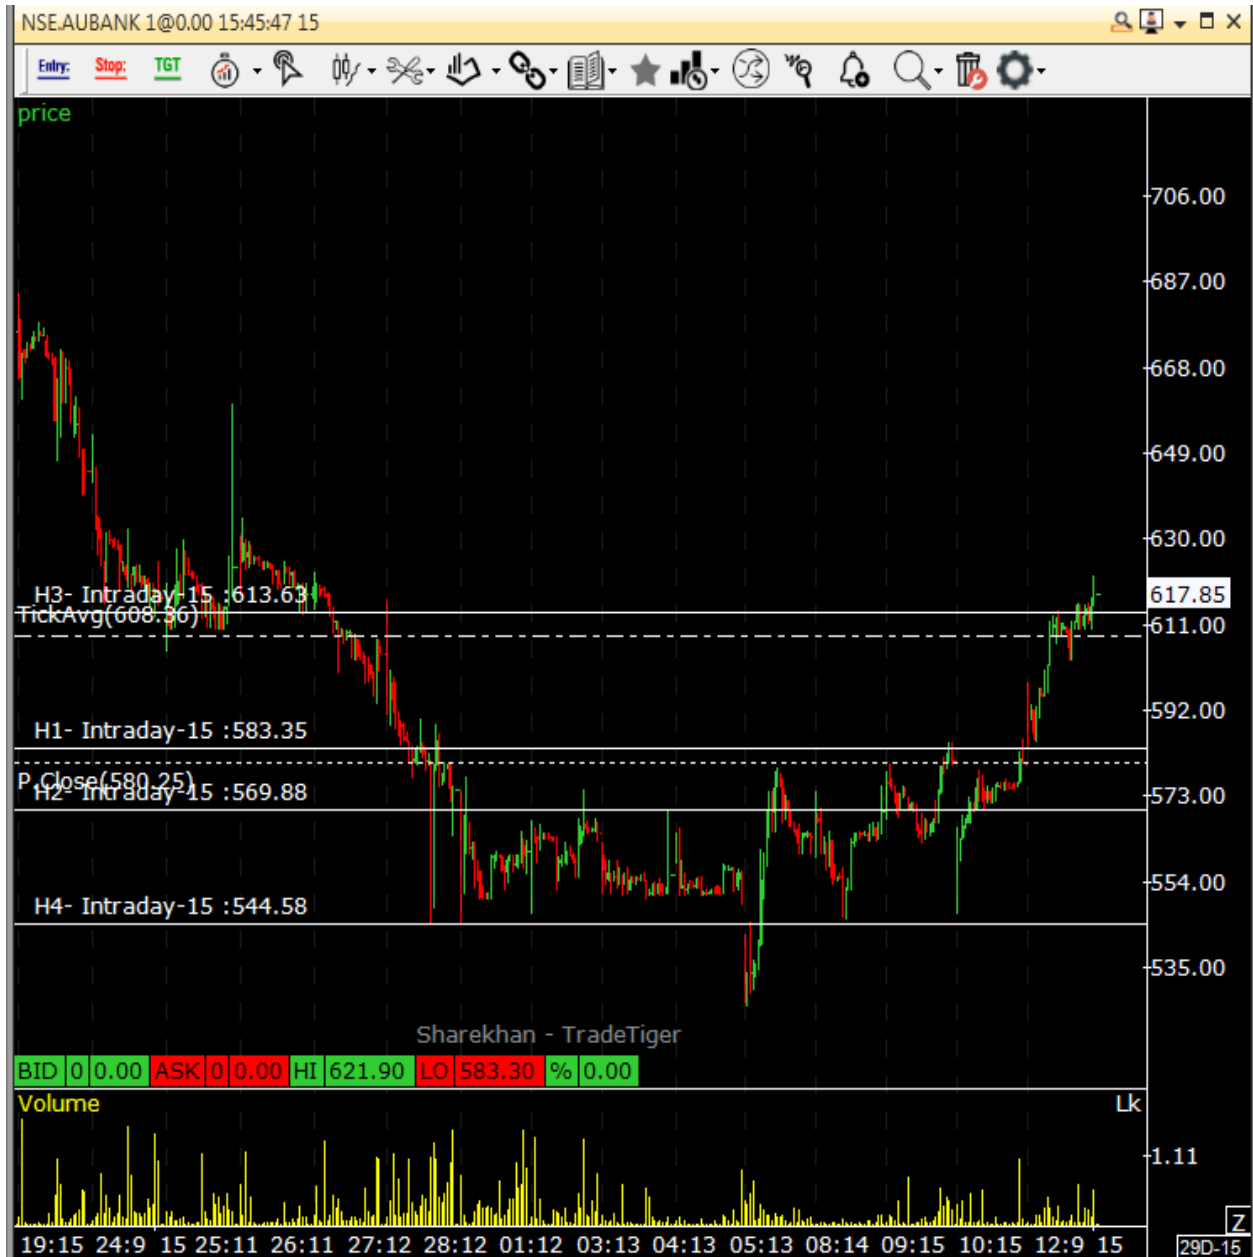 NSE.AUBANK 1@0.00 15:45:47 15
Entry: Stop: TGT
price
706.00
687.00
668.00
649.00
630.00
H3- Intraday-15 :613.63
617.85
TickAvg(608.36)
611.00
592.00
H1- Intraday-15 :583.35
P.Close(580.25)
H2- Intraday-15 :569.88
573.00
554.00
H4- Intraday-15 :544.58
535.00
Sharekhan - TradeTiger
BID 0 0.00 ASK 0 0.00 HI 621.90 LO 583.30 % 0.00
Volume
Lk
1.11
Z
19:15 24:9 15 25:11 26:11 27:12 28:12 01:12 03:13 04:13 05:13 08:14 09:15 10:15 12:9 15
29D-15